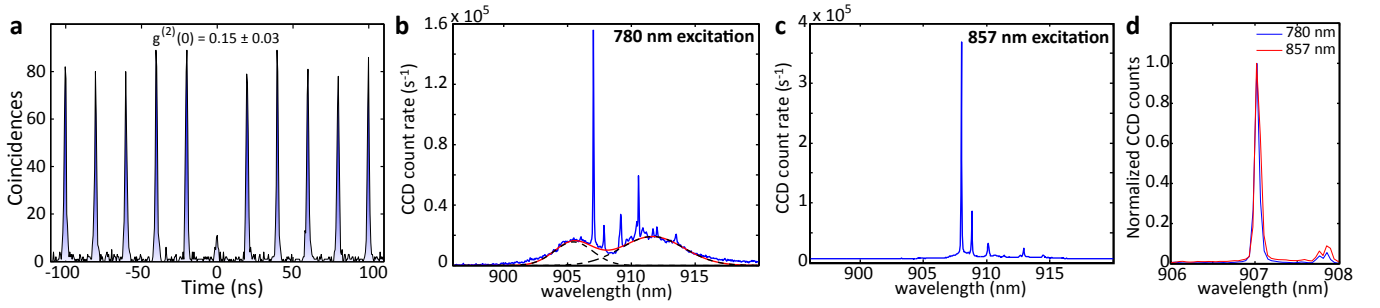 a
g(2)(0) = 0.15 ± 0.03
Coincidences
80
60
40
20
0
-100
-50
0
50
100
Time (ns)
b
1.6 x 10⁵
780 nm excitation
CCD count rate (s⁻¹)
1.2
0.8
0.4
0
900
905
910
915
wavelength (nm)
c
4 x 10⁵
857 nm excitation
CCD count rate (s⁻¹)
3
2
1
0
900
905
910
915
wavelength (nm)
d
780 nm
857 nm
Normalized CCD counts
1.0
0.8
0.6
0.4
0.2
0
906
907
908
wavelength (nm)